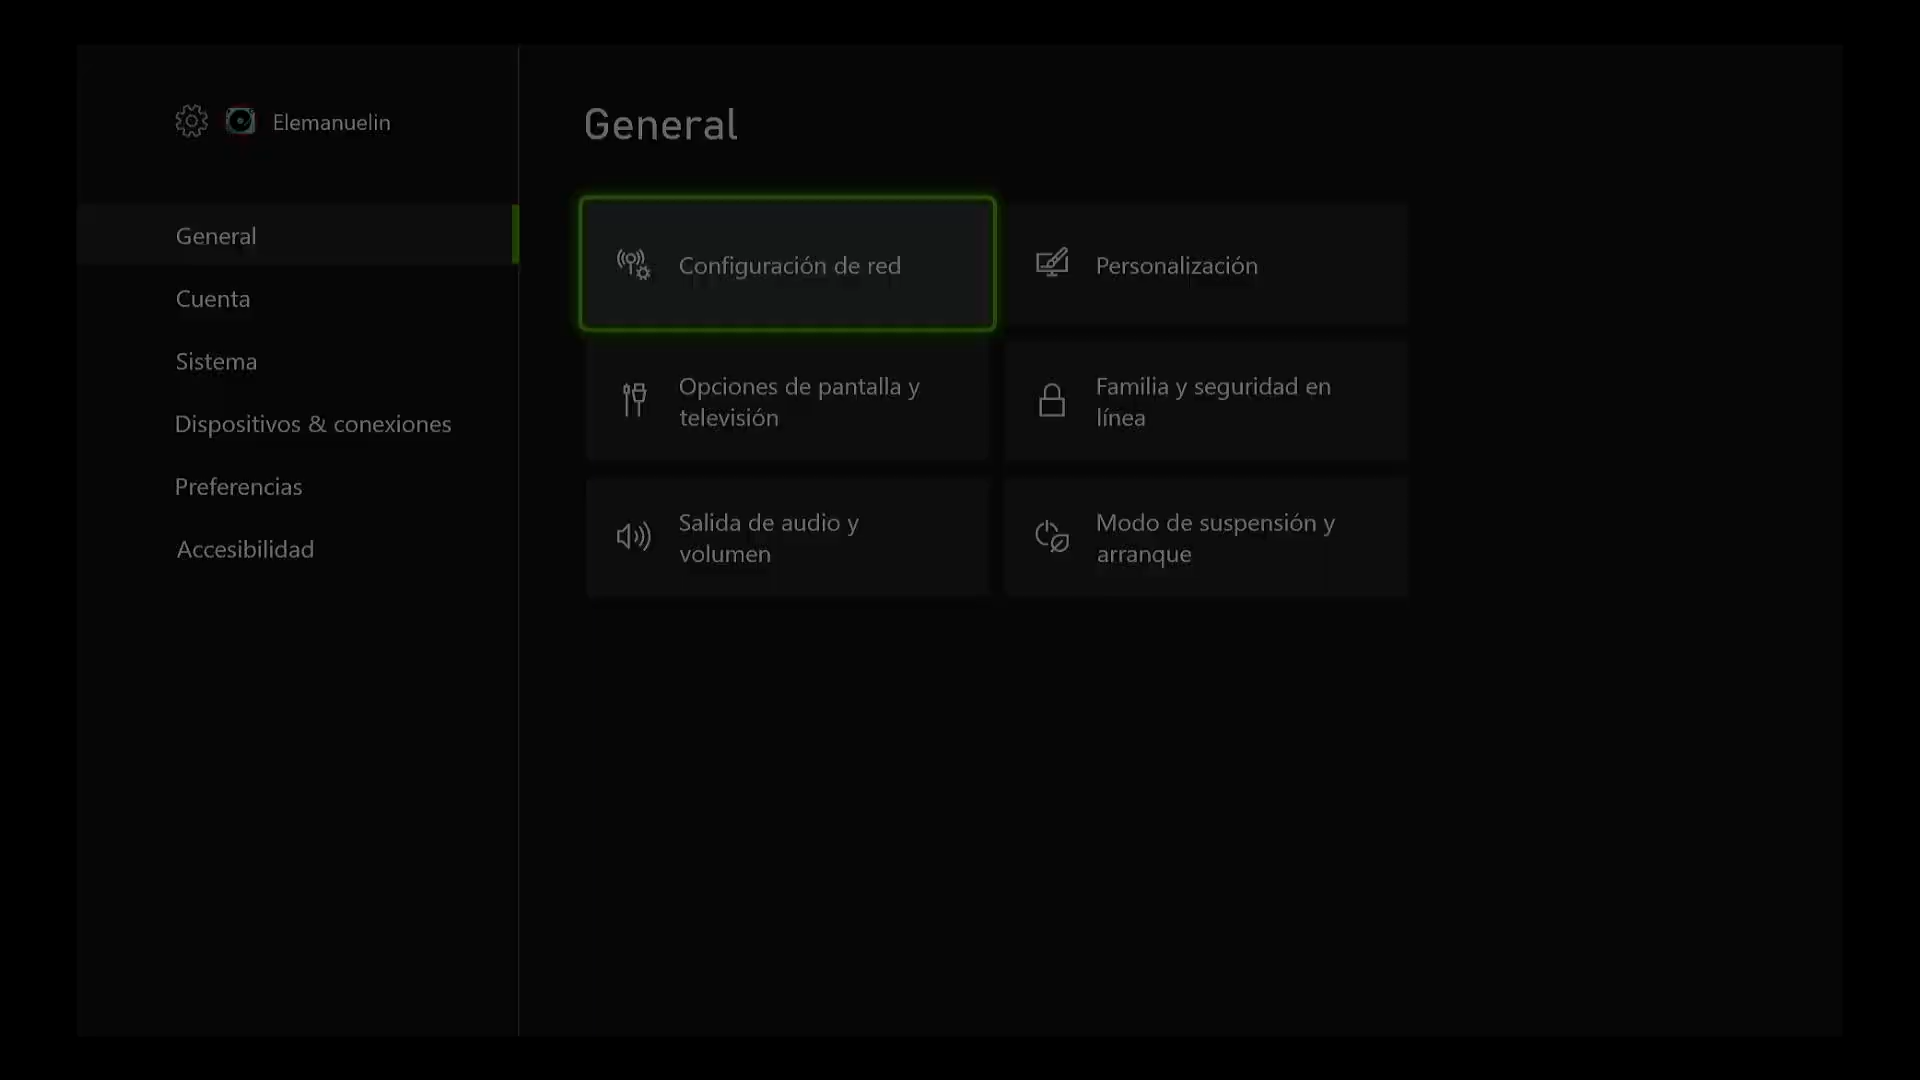 Elemanuelin
General
Cuenta
Sistema
Dispositivos & conexiones
Preferencias
Accesibilidad
General
Configuración de red
Personalización
Opciones de pantalla y
televisión
Familia y seguridad en
línea
Salida de audio y
volumen
Modo de suspensión y
arranque